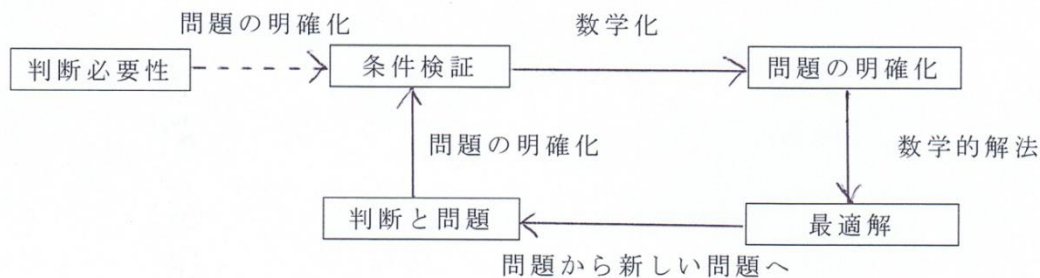 問題の明確化
数学化
判断必要性
条件検証
問題の明確化
問題の明確化
数学的解法
判断と問題
最適解
問題から新しい問題へ